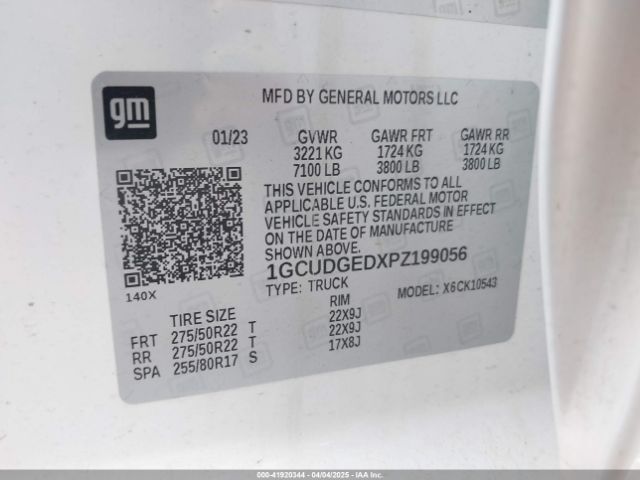 gm
MFD BY GENERAL MOTORS LLC
01/23 GVWR GAWR FRT GAWR RR
3221 KG 1724 KG 1724 KG
7100 LB 3800 LB 3800 LB
THIS VEHICLE CONFORMS TO ALL
APPLICABLE U.S. FEDERAL MOTOR
VEHICLE SAFETY STANDARDS IN EFFECT
ON THE DATE OF MANUFACTURE
SHOWN ABOVE.
1GCUDGEDXPZ199056
140X
TYPE: TRUCK MODEL: X6CK10543
TIRE SIZE RIM
FRT 275/50R22 T 22X9J
RR 275/50R22 T 22X9J
SPA 255/80R17 S 17X8J
000-41920344 - 04/04/2025 - IAA Inc. (OH)